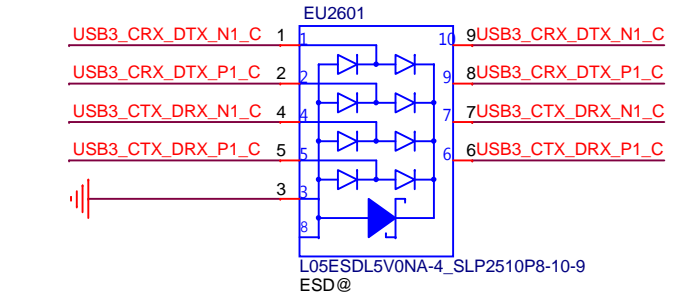 EU2601
USB3_CRX_DTX_N1_C 1 1 10 9 USB3_CRX_DTX_N1_C
USB3_CRX_DTX_P1_C 2 2 9 8 USB3_CRX_DTX_P1_C
USB3_CTX_DRX_N1_C 4 4 7 7 USB3_CTX_DRX_N1_C
USB3_CTX_DRX_P1_C 5 5 6 6 USB3_CTX_DRX_P1_C
3 3
8
L05ESDL5V0NA-4_SLP2510P8-10-9
ESD@